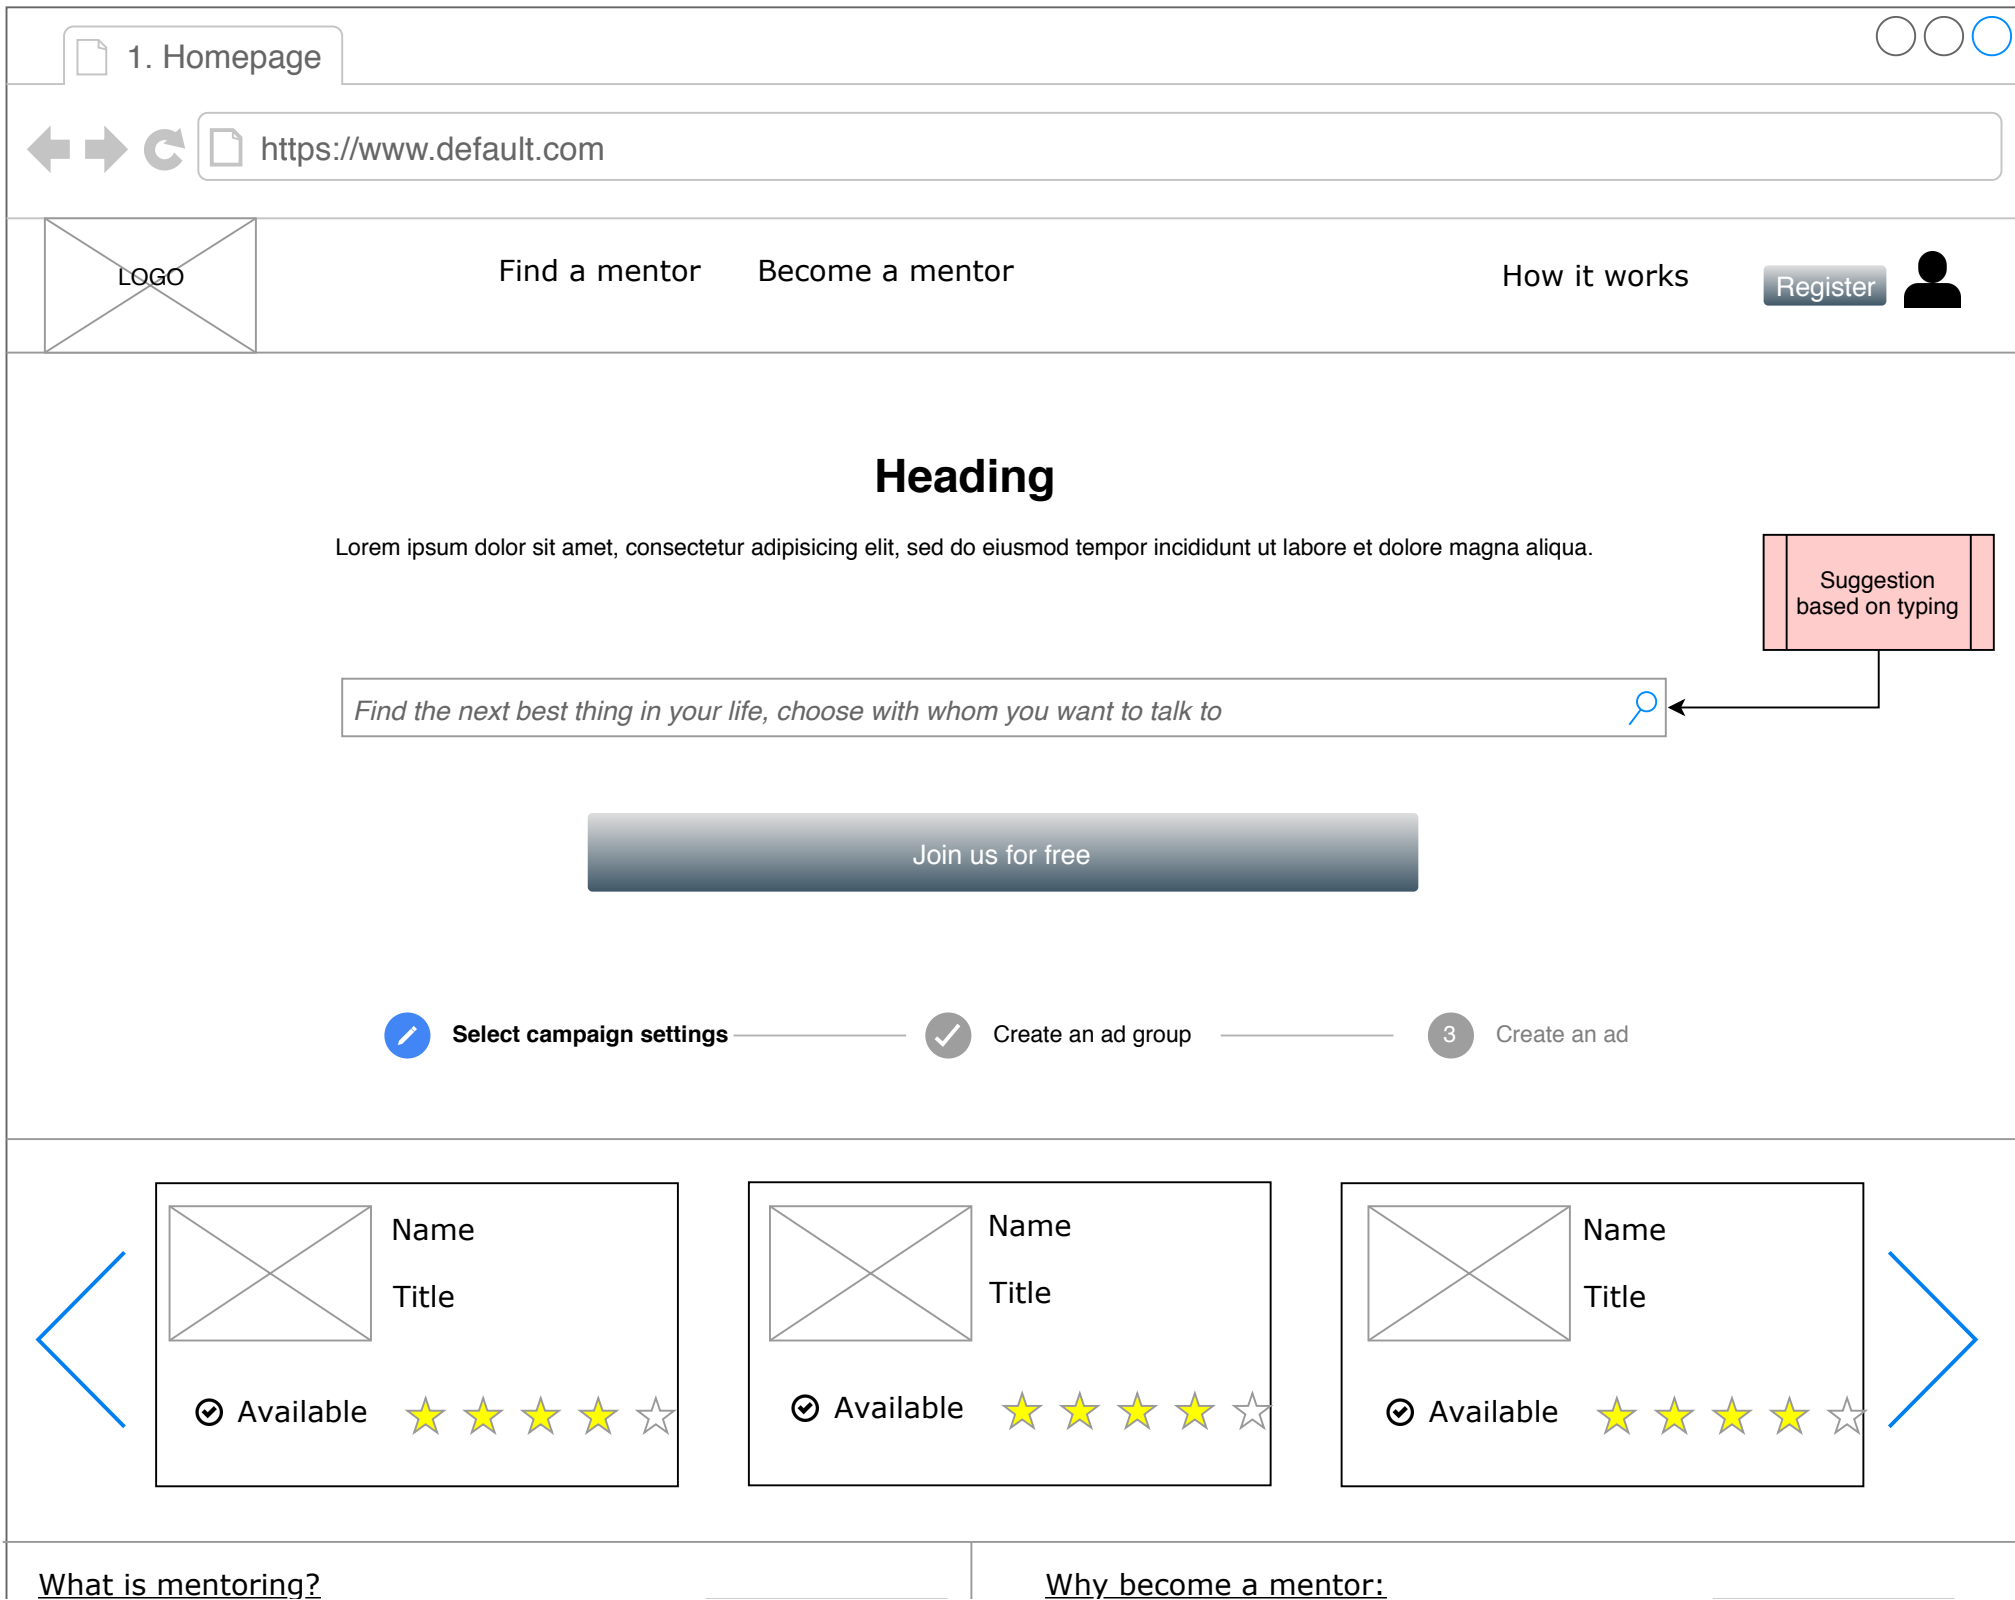 1. Homepage
https://www.default.com
LOGO
Find a mentor
Become a mentor
How it works
Register
Heading
Lorem ipsum dolor sit amet, consectetur adipisicing elit, sed do eiusmod tempor incididunt ut labore et dolore magna aliqua.
Suggestion
based on typing
Find the next best thing in your life, choose with whom you want to talk to
Join us for free
Select campaign settings
Create an ad group
3
Create an ad
Name
Title
Available
Name
Title
Available
Name
Title
Available
What is mentoring?
Why become a mentor: